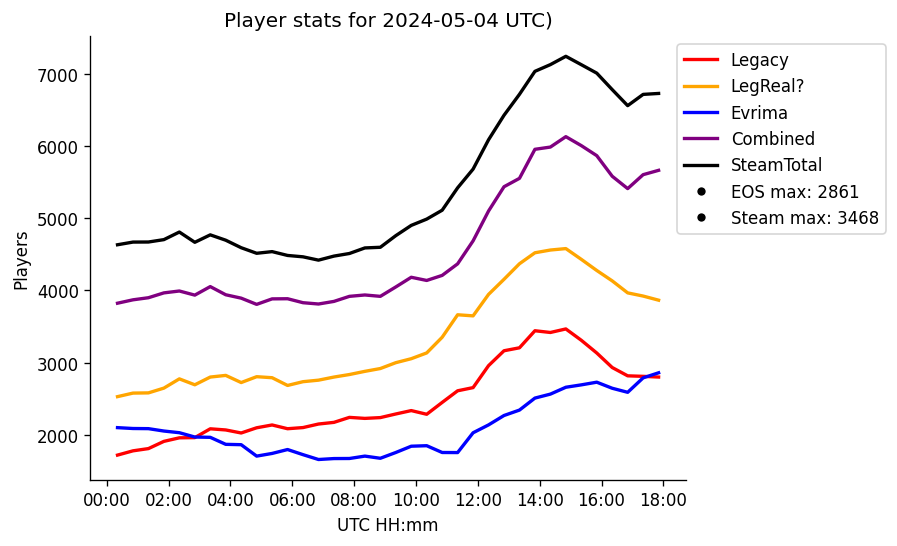 Player stats for 2024-05-04 UTC)
Legacy
LegReal?
Evrima
Combined
SteamTotal
EOS max: 2861
Steam max: 3468
Players
7000
6000
5000
4000
3000
2000
00:00 02:00 04:00 06:00 08:00 10:00 12:00 14:00 16:00 18:00
UTC HH:mm